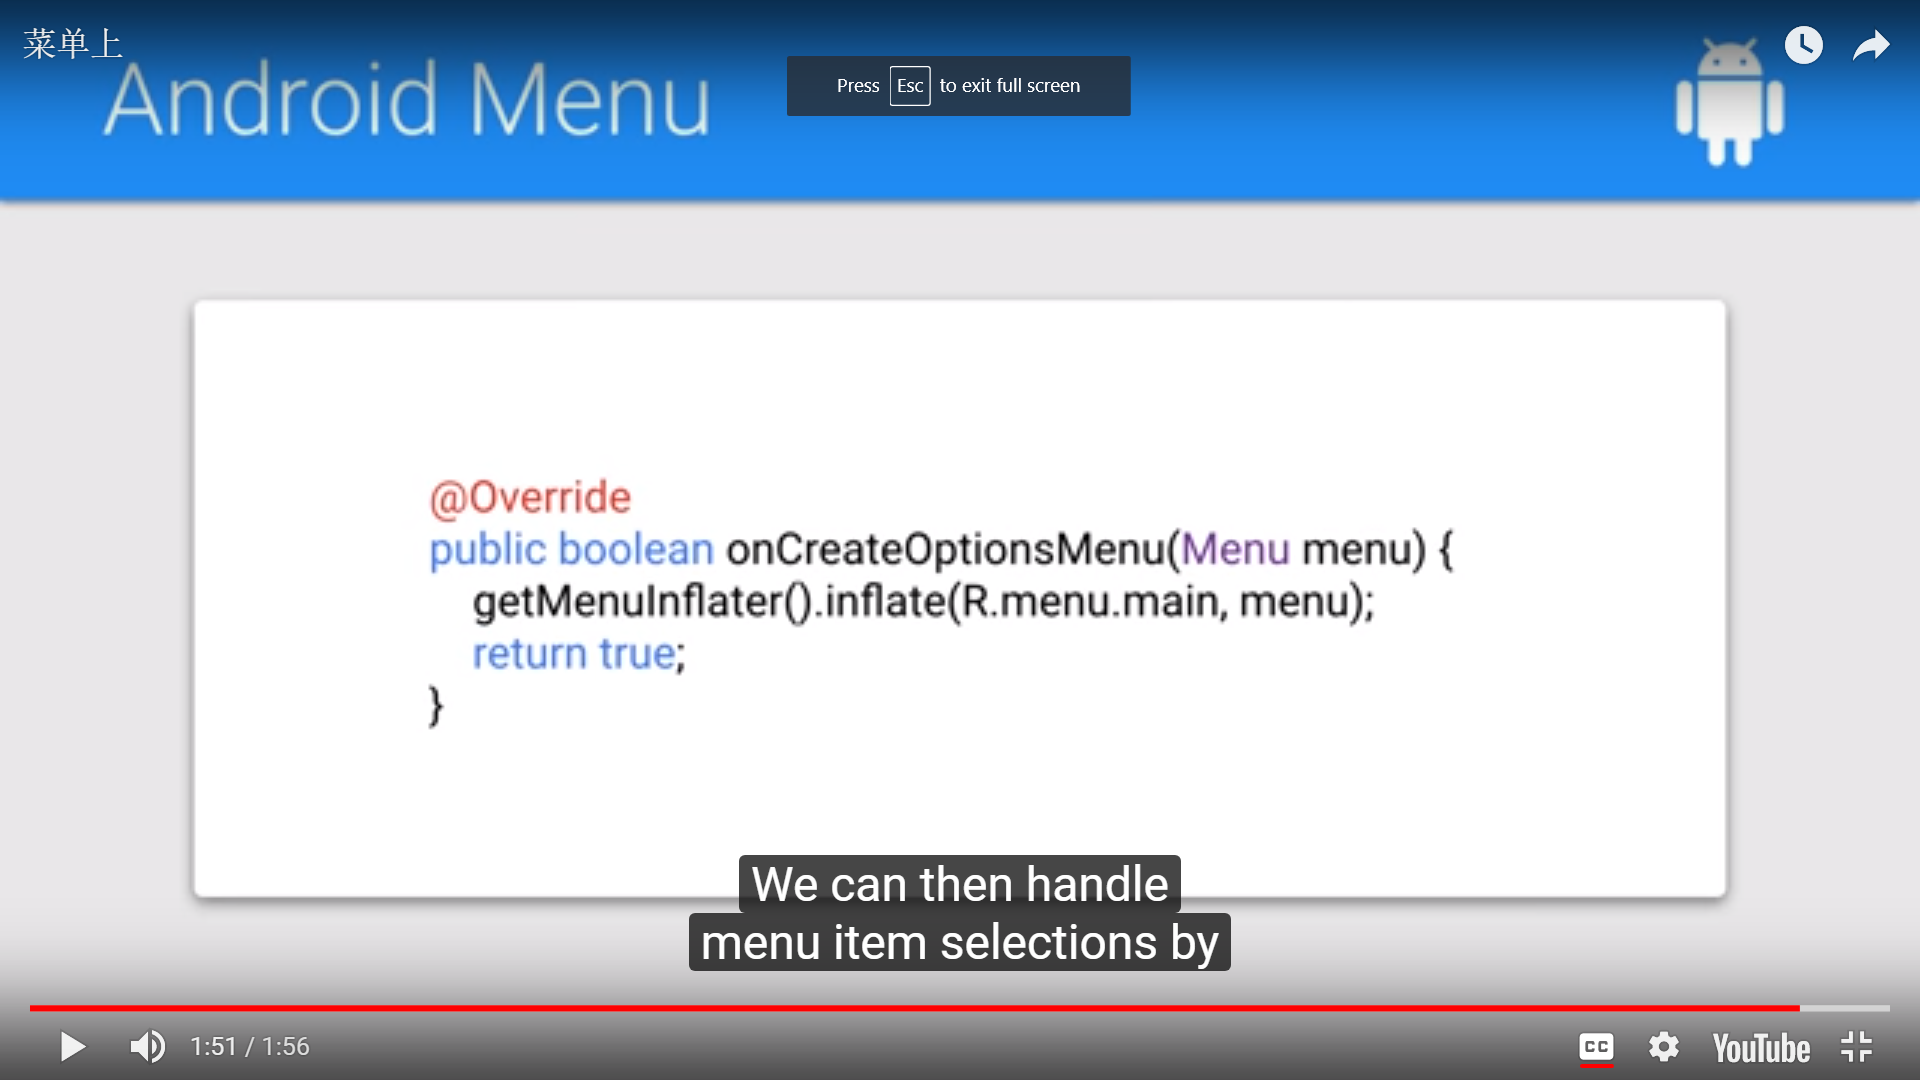 菜单上
Android Menu
Press Esc to exit full screen
@Override
public boolean onCreateOptionsMenu(Menu menu) {
getMenuInflater().inflate(R.menu.main, menu);
return true;
}
We can then handle
menu item selections by
1:51 / 1:56
CC
YouTube